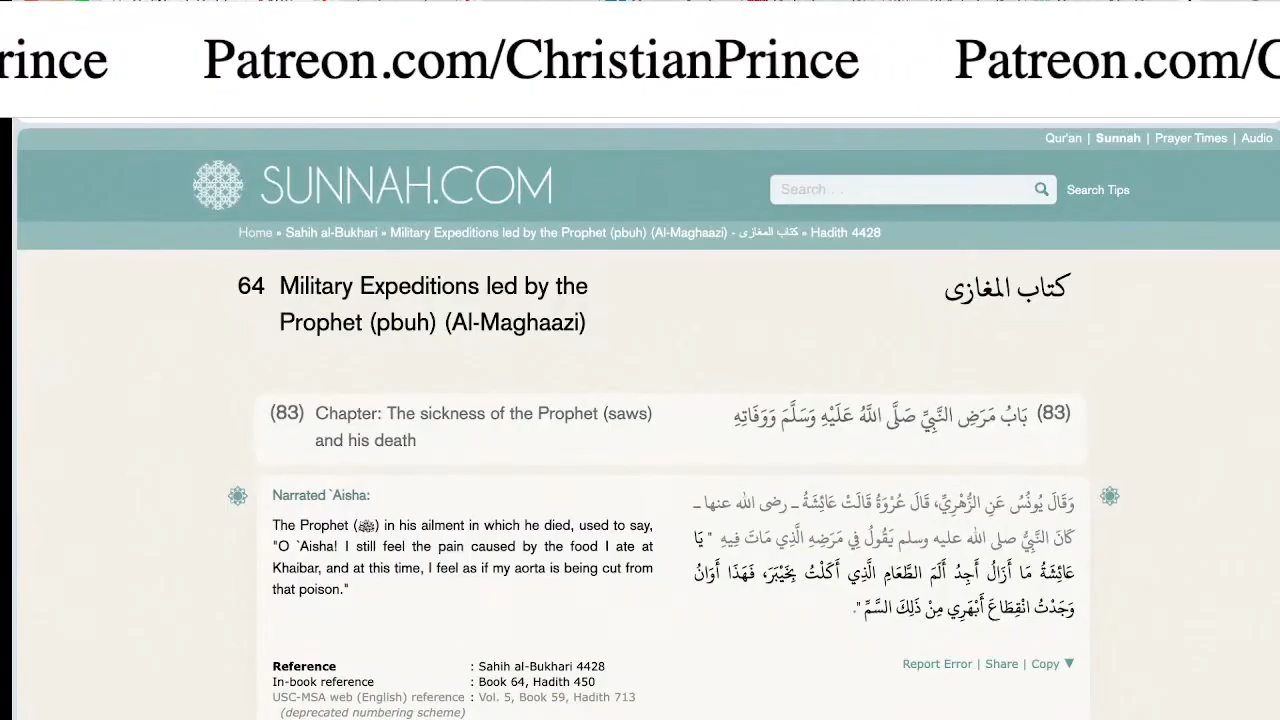 rince Patreon.com/ChristianPrince Patreon.com/C
Qur'an | Sunnah | Prayer Times | Audio
SUNNAH.COM
Search . . Search Tips
Home » Sahih al-Bukhari » Military Expeditions led by the Prophet (pbuh) (Al-Maghaazi) - كتاب المغازى » Hadith 4428
64 Military Expeditions led by the
Prophet (pbuh) (Al-Maghaazi)
كتاب المغازى
(83) Chapter: The sickness of the Prophet (saws)
and his death
(83) بَابُ مَرَضِ النَّبِيِّ صَلَّى اللَّهُ عَلَيْهِ وَسَلَّمَ وَوَفَاتِهِ
Narrated `Aisha:
The Prophet (ﷺ) in his ailment in which he died, used to say,
"O `Aisha! I still feel the pain caused by the food I ate at
Khaibar, and at this time, I feel as if my aorta is being cut from
that poison."
وَقَالَ يُونُسُ عَنِ الزُّهْرِيِّ، قَالَ عُرْوَةُ قَالَتْ عَائِشَةُ ـ رضى الله عنها ـ
كَانَ النَّبِيُّ صلى الله عليه وسلم يَقُولُ فِي مَرَضِهِ الَّذِي مَاتَ فِيهِ " يَا
عَائِشَةُ مَا أَزَالُ أَجِدُ أَلَمَ الطَّعَامِ الَّذِي أَكَلْتُ بِخَيْبَرَ، فَهَذَا أَوَانُ
وَجَدْتُ انْقِطَاعَ أَبْهَرِي مِنْ ذَلِكَ السَّمِّ ".
Reference : Sahih al-Bukhari 4428
In-book reference : Book 64, Hadith 450
USC-MSA web (English) reference : Vol. 5, Book 59, Hadith 713
(deprecated numbering scheme)
Report Error | Share | Copy ▼